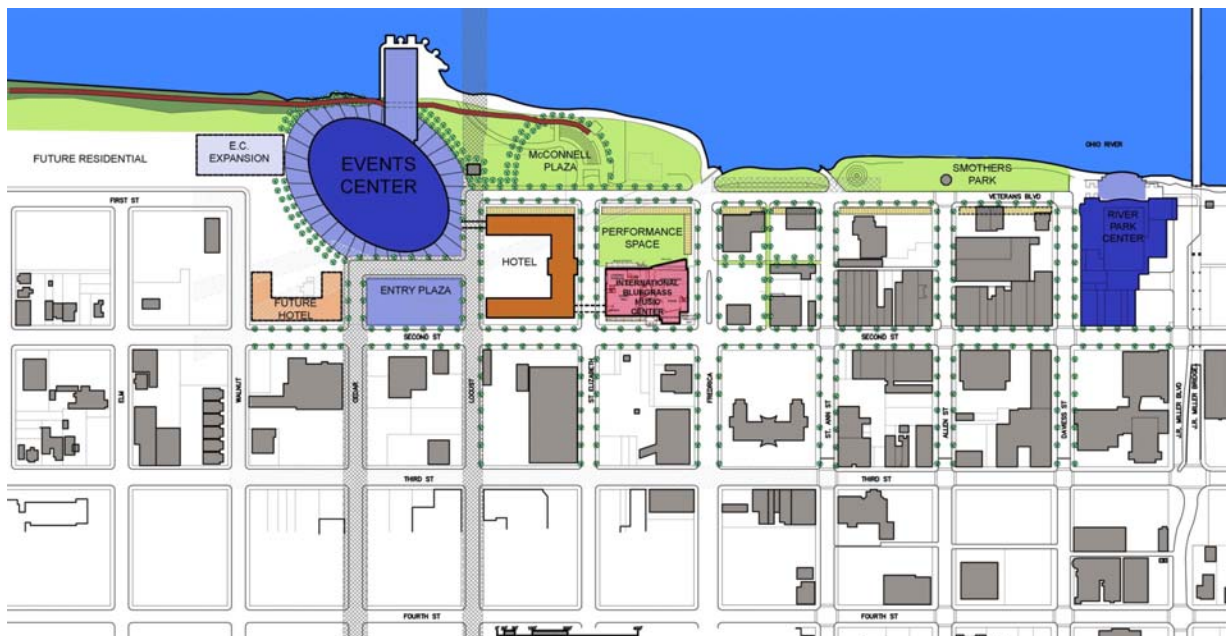 OHIO RIVER
FUTURE RESIDENTIAL
E.C.
EXPANSION
EVENTS
CENTER
McCONNELL
PLAZA
SMOTHERS
PARK
FIRST ST
VETERANS BLVD
RIVER
PARK
CENTER
PERFORMANCE
SPACE
HOTEL
INTERNATIONAL
BLUEGRASS
MUSIC
CENTER
ENTRY PLAZA
FUTURE
HOTEL
SECOND ST
ELM
WALNUT
CEDAR
LOCUST
ST. ELIZABETH
FREDRICA
ST. ANN ST
ALLEN ST
DAVIESS ST
J.R. MILLER BLVD
J.R. MILLER BRIDGE
THIRD ST
THIRD ST
FOURTH ST
FOURTH ST